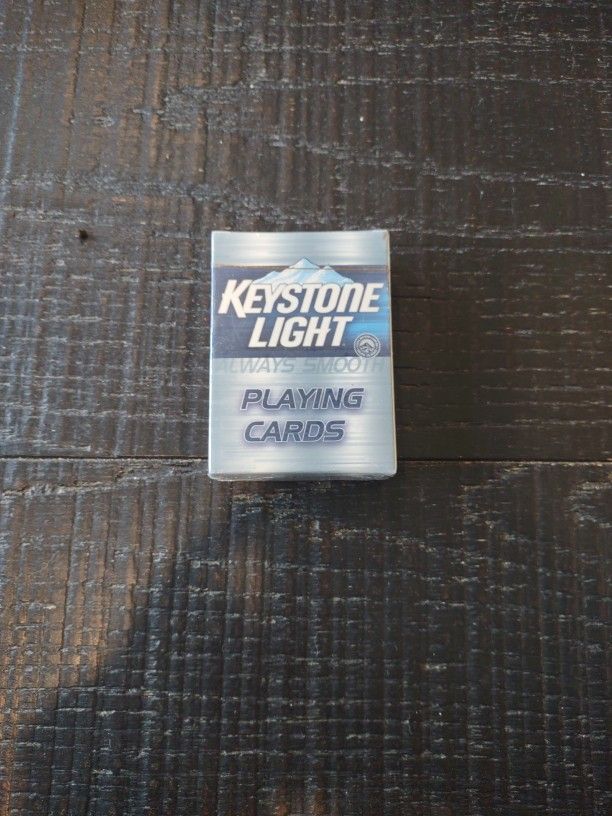 KEYSTONE
LIGHT
ALWAYS SMOOTH
PLAYING
CARDS